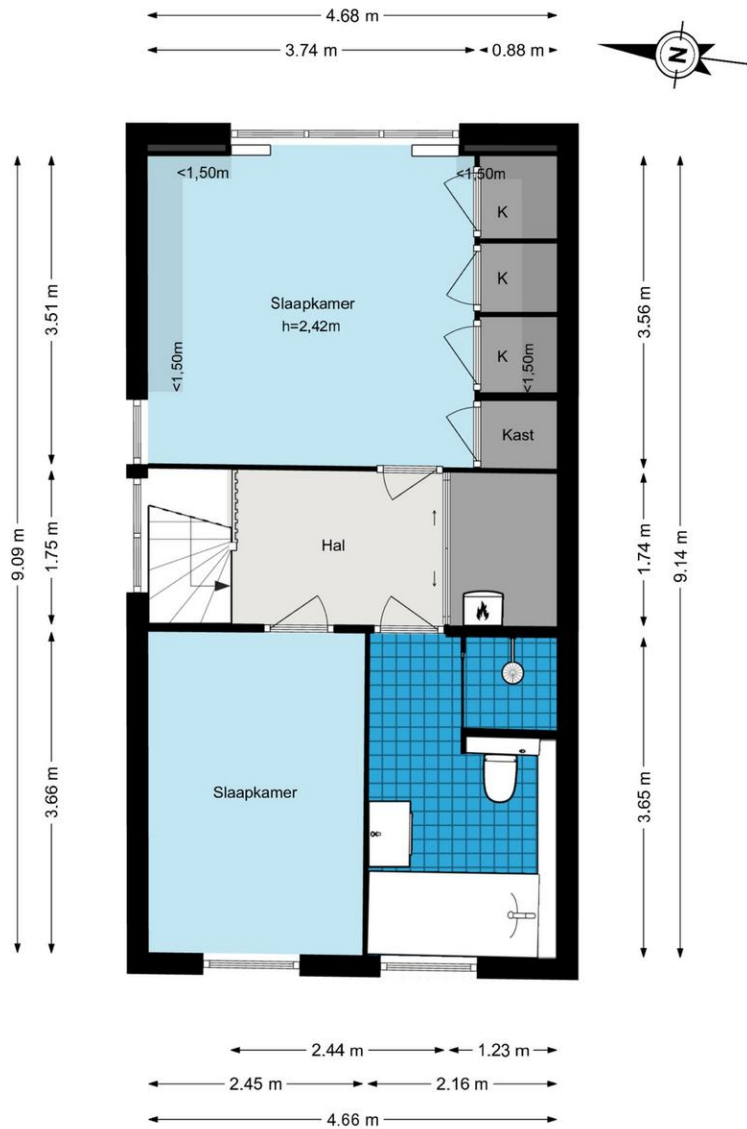 4.68 m
3.74 m
0.88 m
N
<1,50m
<1,50m
K
K
K
Kast
Slaapkamer
h=2,42m
<1,50m
<1,50m
3.51 m
3.56 m
9.09 m
1.75 m
Hal
1.74 m
9.14 m
3.66 m
Slaapkamer
3.65 m
2.44 m
1.23 m
2.45 m
2.16 m
4.66 m